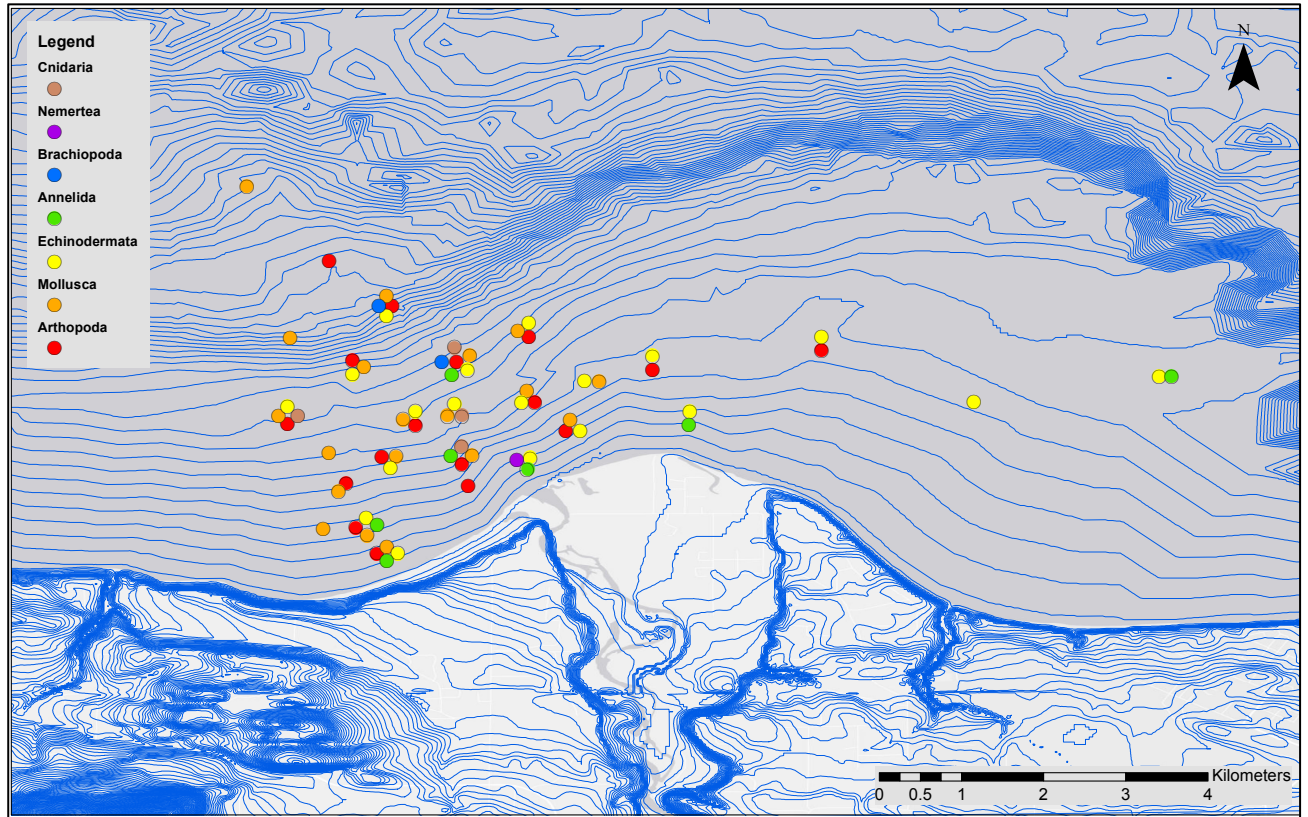 Legend
Cnidaria
Nemertea
Brachiopoda
Annelida
Echinodermata
Mollusca
Arthopoda
N
Kilometers
0 0.5 1 2 3 4